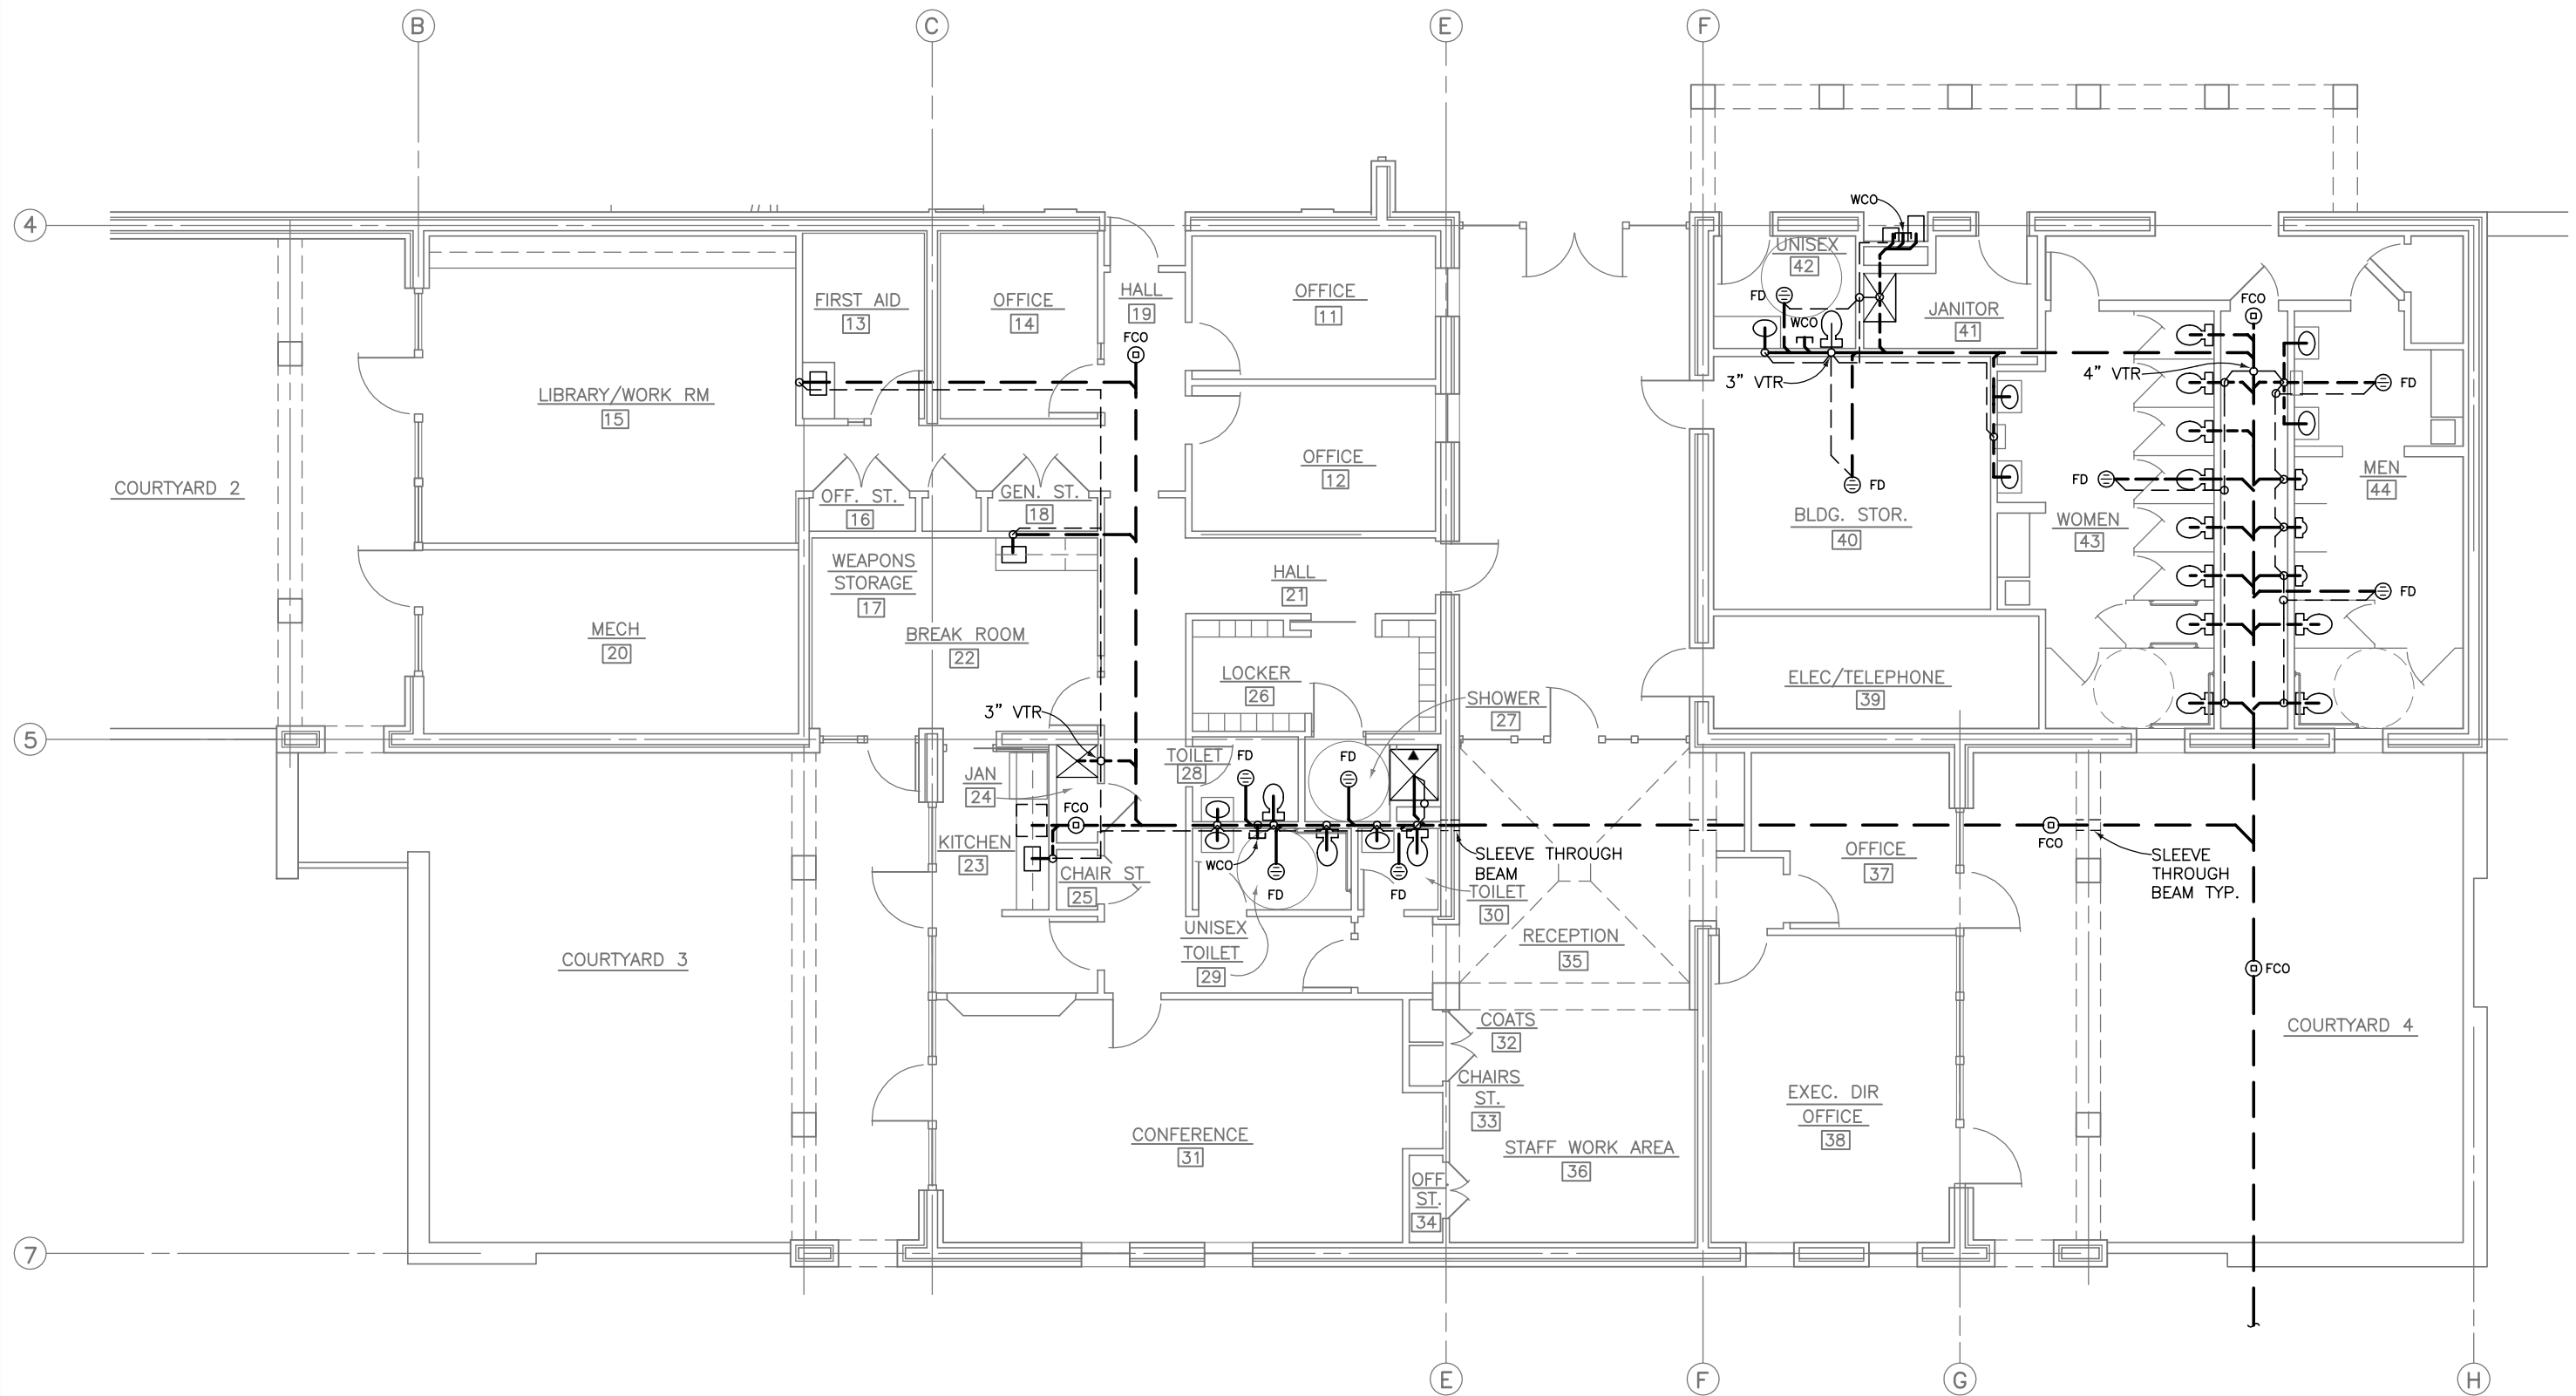 B
C
E
F
4
WCO
UNISEX
42
FIRST AID
13
OFFICE
14
HALL
19
OFFICE
11
FD
JANITOR
41
FCO
FCO
WCO
3" VTR
4" VTR
FD
LIBRARY/WORK RM
15
OFFICE
12
MEN
44
COURTYARD 2
OFF. ST.
16
GEN. ST.
18
FD
FD
BLDG. STOR.
40
WOMEN
43
WEAPONS
STORAGE
17
HALL
21
FD
MECH
20
BREAK ROOM
22
LOCKER
26
ELEC/TELEPHONE
39
SHOWER
27
3" VTR
5
TOILET
28
FD
FD
JAN
24
FCO
KITCHEN
23
CHAIR ST
25
WCO
FD
FD
SLEEVE THROUGH
BEAM
TOILET
30
OFFICE
37
FCO
SLEEVE
THROUGH
BEAM TYP.
UNISEX
TOILET
29
RECEPTION
35
COURTYARD 3
FCO
COATS
32
COURTYARD 4
CHAIRS
ST.
33
EXEC. DIR
OFFICE
38
CONFERENCE
31
STAFF WORK AREA
36
OFF.
ST.
34
7
E
F
G
H